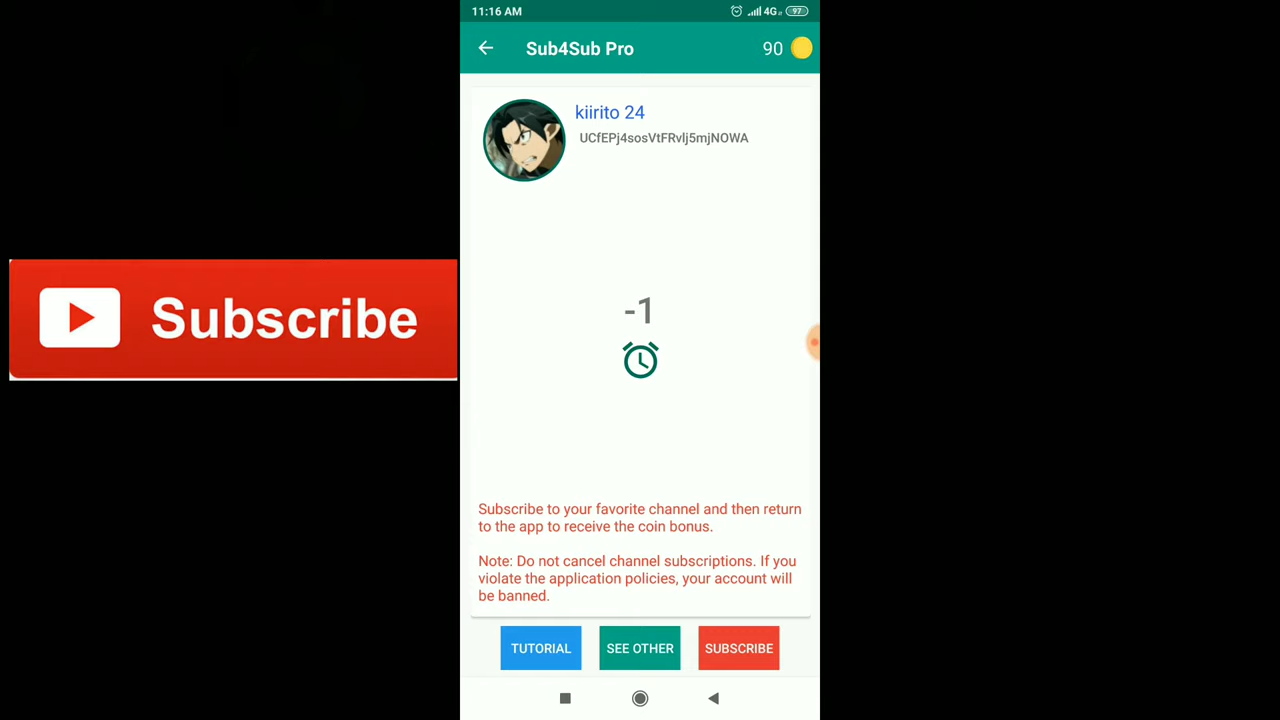 11:16 AM
4G
97
Sub4Sub Pro
90
kiirito 24
UCfEPj4sosVtFRvlj5mjNOWA
Subscribe
-1
Subscribe to your favorite channel and then return
to the app to receive the coin bonus.
Note: Do not cancel channel subscriptions. If you
violate the application policies, your account will
be banned.
TUTORIAL
SEE OTHER
SUBSCRIBE